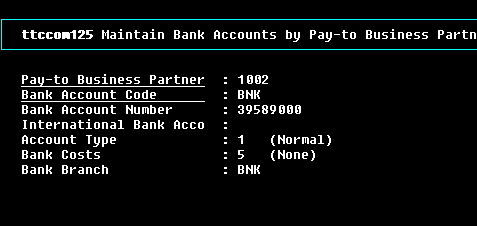 ttccom125 Maintain Bank Accounts by Pay-to Business Partn
Pay-to Business Partner : 1002
Bank Account Code : BNK
Bank Account Number : 39589000
International Bank Acco :
Account Type : 1 (Normal)
Bank Costs : 5 (None)
Bank Branch : BNK